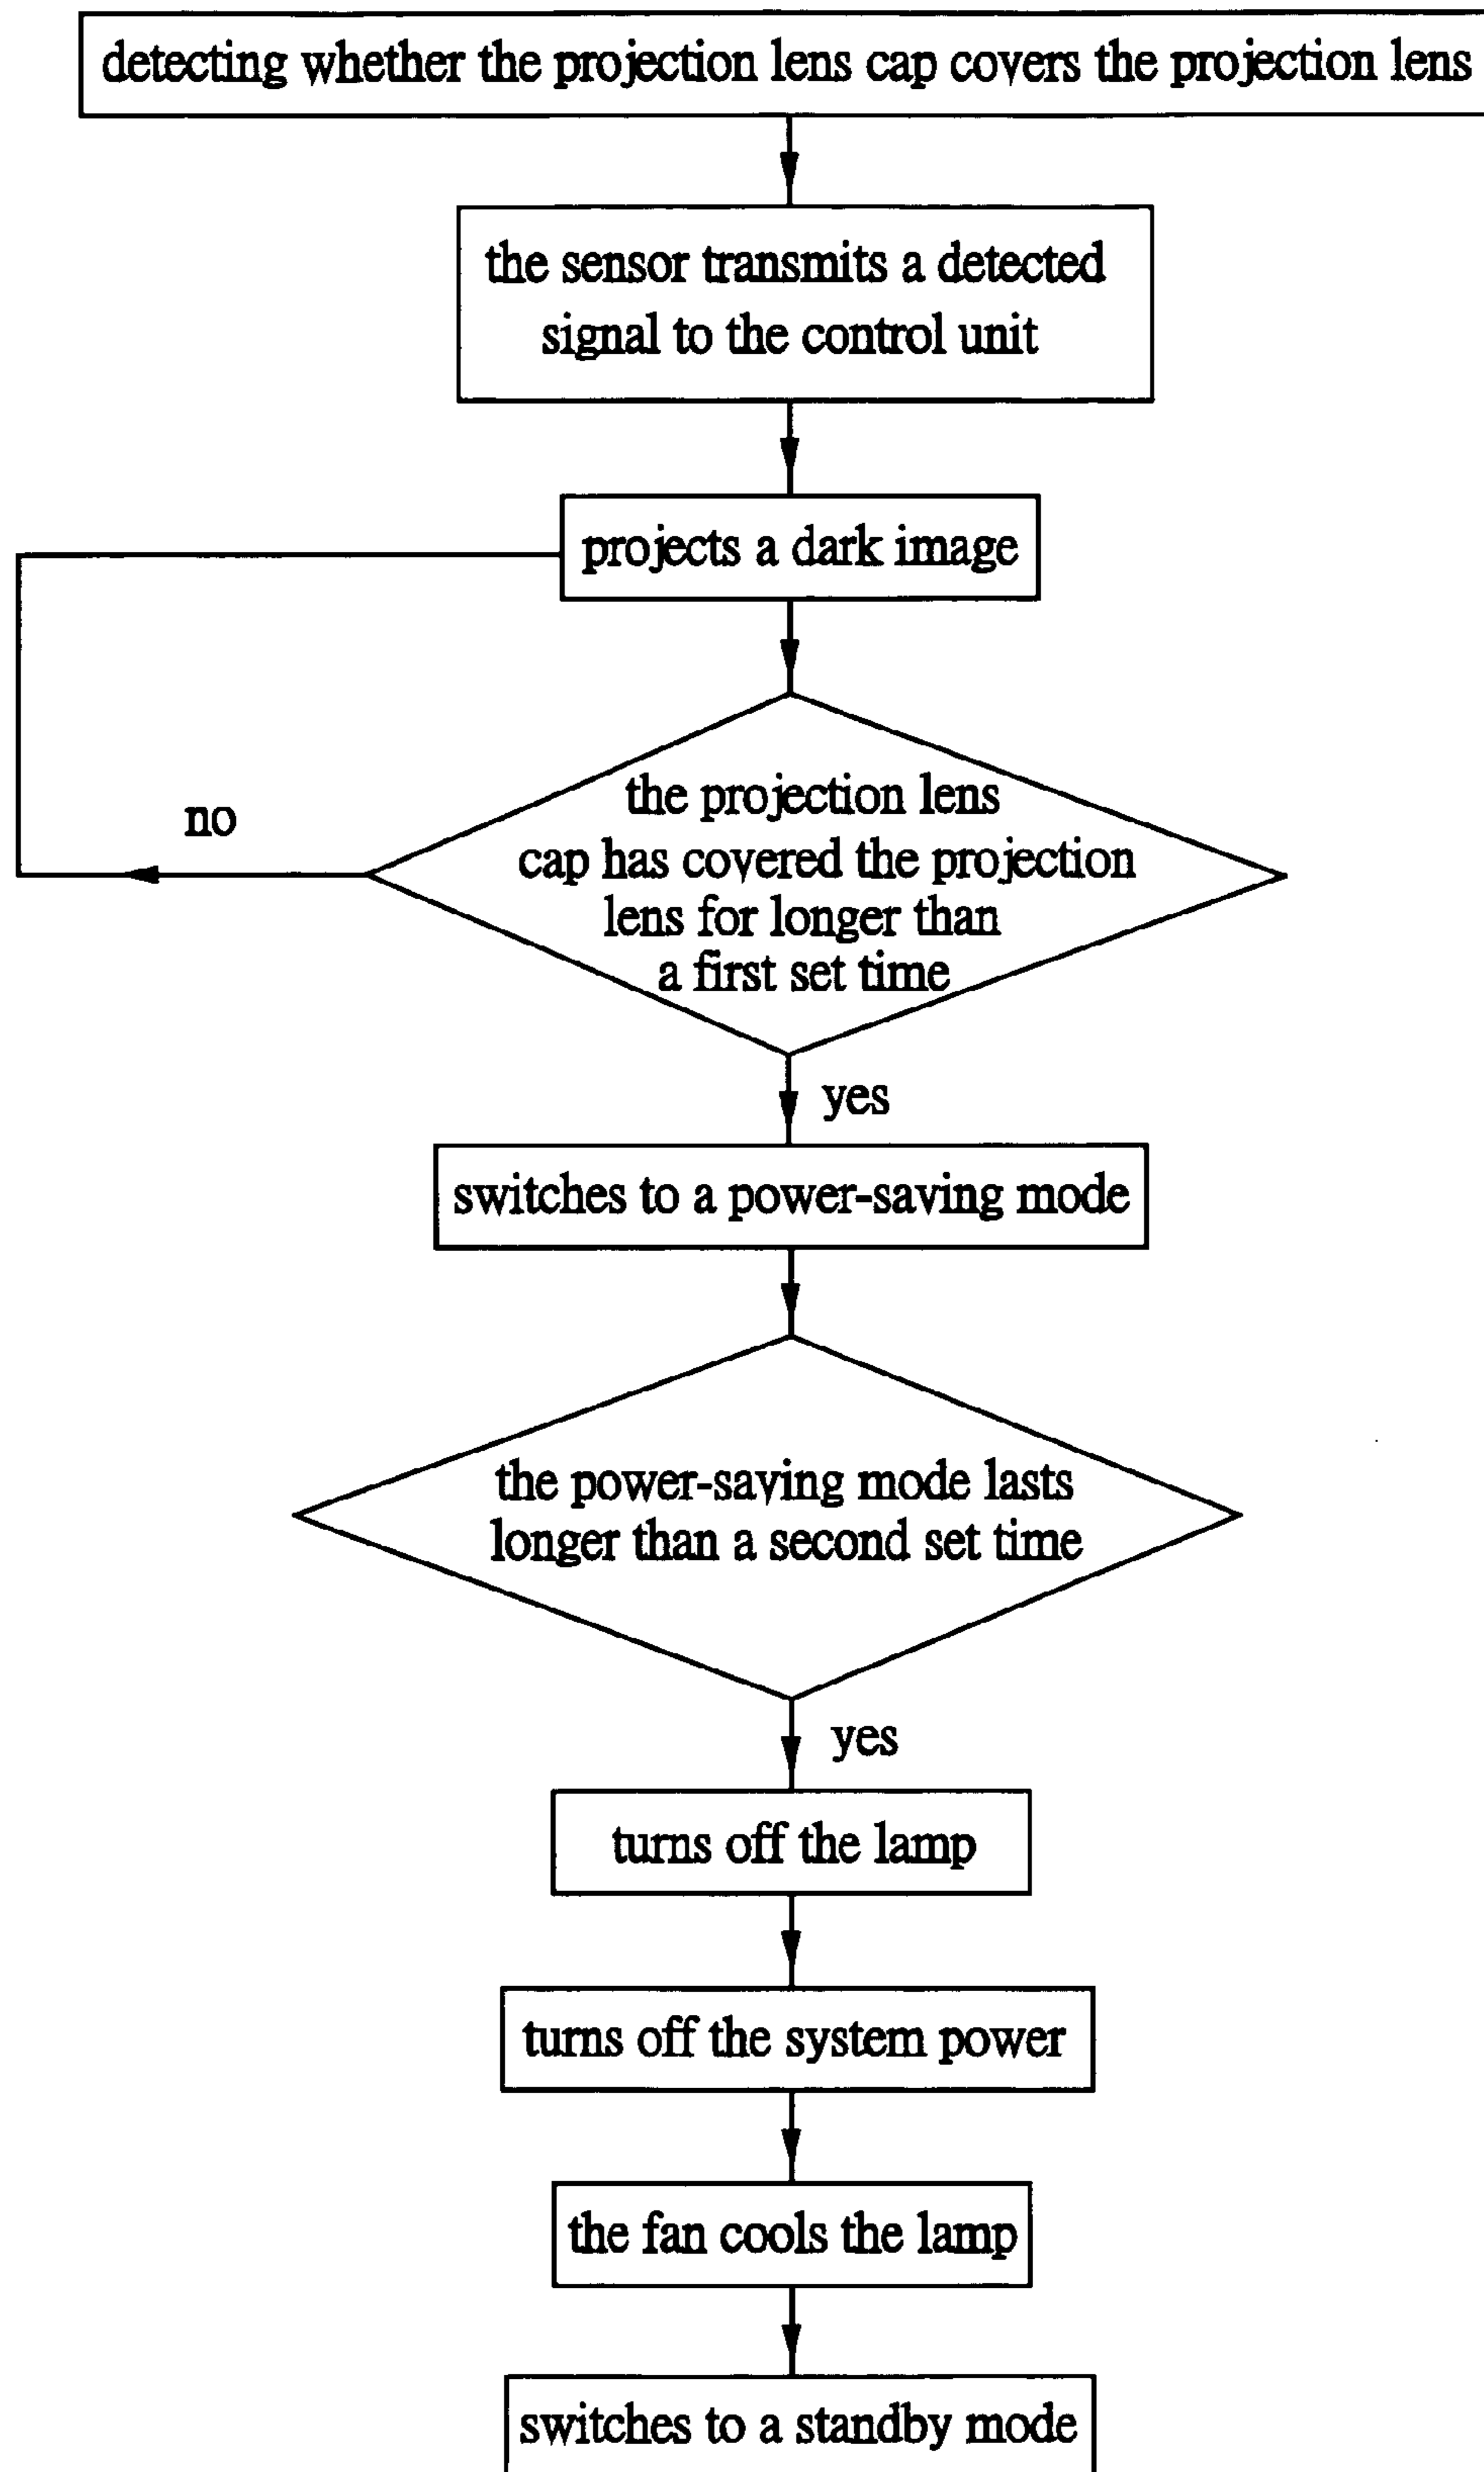 detecting whether the projection lens cap covers the projection lens
the sensor transmits a detected
signal to the control unit
projects a dark image
the projection lens
cap has covered the projection
lens for longer than
a first set time
no
yes
switches to a power-saving mode
the power-saving mode lasts
longer than a second set time
yes
turns off the lamp
turns off the system power
the fan cools the lamp
switches to a standby mode